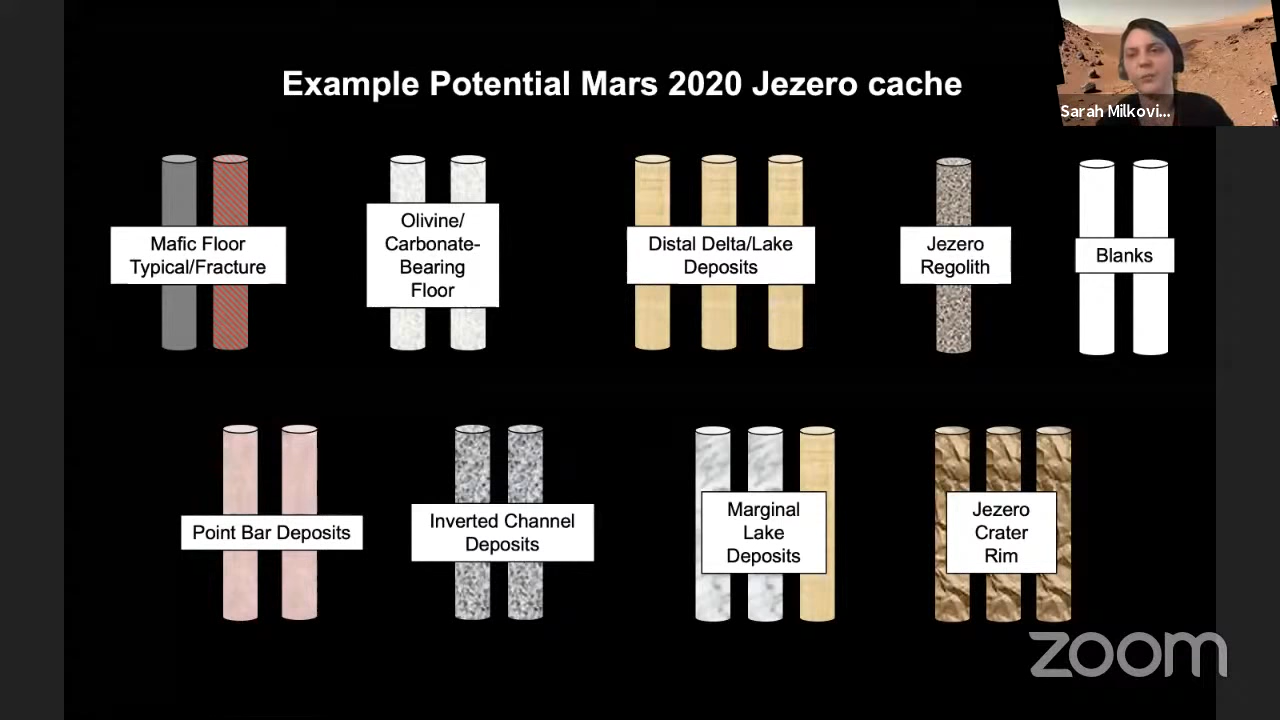 Example Potential Mars 2020 Jezero cache
Sarah Milkovi...
Mafic Floor
Typical/Fracture
Olivine/
Carbonate-
Bearing
Floor
Distal Delta/Lake
Deposits
Jezero
Regolith
Blanks
Point Bar Deposits
Inverted Channel
Deposits
Marginal
Lake
Deposits
Jezero
Crater
Rim
zoom